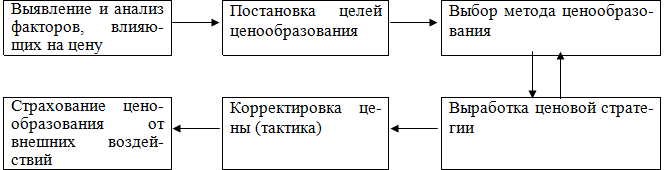 Выявление и анализ
факторов, влияю-
щих на цену
Постановка целей
ценообразования
Выбор метода ценообразо-
вания
Выработка ценовой страте-
гии
Корректировка це-
ны (тактика)
Страхование цено-
образования от
внешних воздей-
ствий